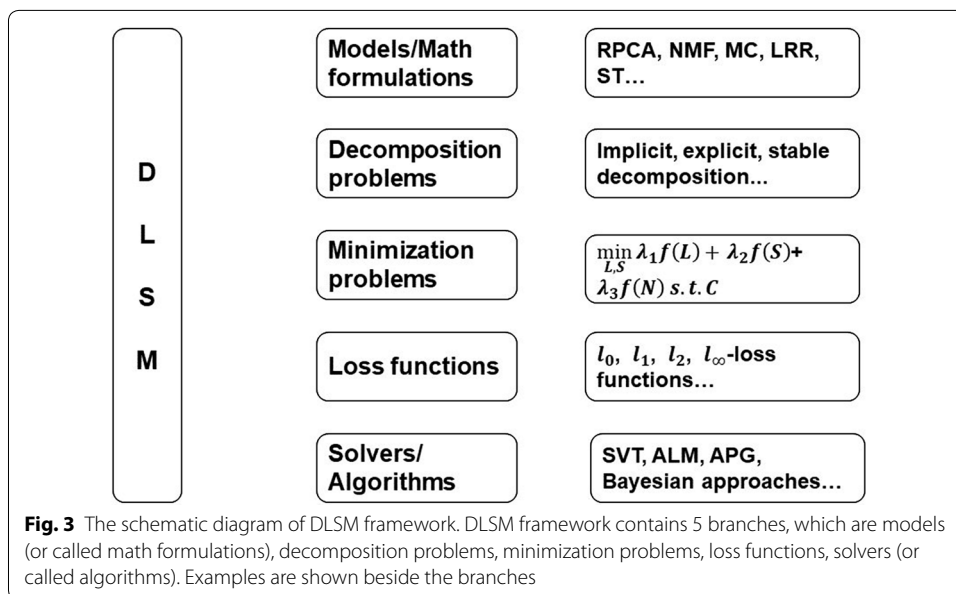 D
L
S
M
Models/Math
formulations
RPCA, NMF, MC, LRR,
ST...
Decomposition
problems
Implicit, explicit, stable
decomposition...
Minimization
problems
min λ₁f(L) + λ₂f(S)+
L,S
λ₃f(N) s.t.C
Loss functions
l₀, l₁, l₂, l∞-loss
functions...
Solvers/
Algorithms
SVT, ALM, APG,
Bayesian approaches...
Fig. 3 The schematic diagram of DLSM framework. DLSM framework contains 5 branches, which are models
(or called math formulations), decomposition problems, minimization problems, loss functions, solvers (or
called algorithms). Examples are shown beside the branches